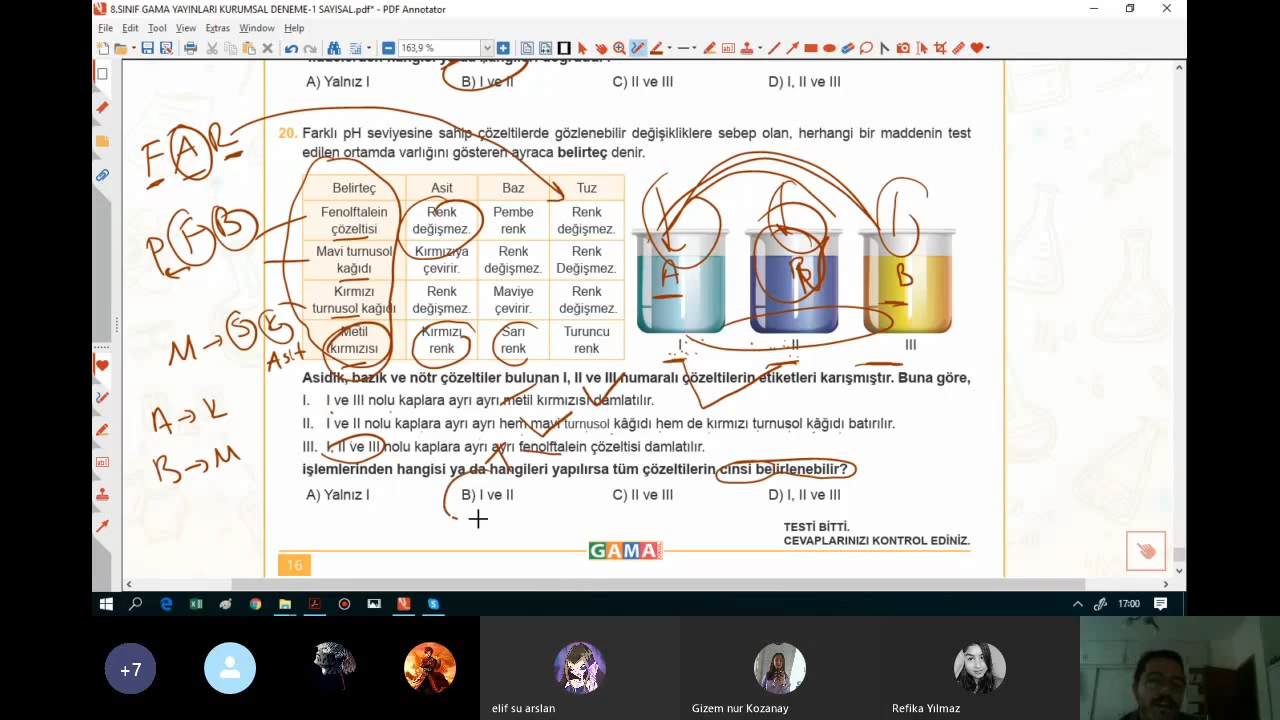 8.SINIF GAMA YAYINLARI KURUMSAL DENEME-1 SAYISAL.pdf* - PDF Annotator
File Edit Tool View Extras Window Help
163,9 %
A) Yalnız I B) I ve II C) II ve III D) I, II ve III
20. Farklı pH seviyesine sahip çözeltilerde gözlenebilir değişikliklere sebep olan, herhangi bir maddenin test
edilen ortamda varlığını gösteren ayraca belirteç denir.
Belirteç Asit Baz Tuz
Fenolftalein çözeltisi Renk değişmez. Pembe renk Renk değişmez.
Mavi turnusol kağıdı Kırmızıya çevirir. Renk değişmez. Renk Değişmez.
Kırmızı turnusol kağıdı Renk değişmez. Maviye çevirir. Renk değişmez.
Metil kırmızısı Kırmızı renk Sarı renk Turuncu renk
FAR
PFB
M → S K
Asit
A → K
B → M
A B B
I II III
Asidik, bazik ve nötr çözeltiler bulunan I, II ve III numaralı çözeltilerin etiketleri karışmıştır. Buna göre,
I. I ve III nolu kaplara ayrı ayrı metil kırmızısı damlatılır.
II. I ve II nolu kaplara ayrı ayrı hem mavi turnusol kâğıdı hem de kırmızı turnusol kâğıdı batırılır.
III. I, II ve III nolu kaplara ayrı ayrı fenolftalein çözeltisi damlatılır.
işlemlerinden hangisi ya da hangileri yapılırsa tüm çözeltilerin cinsi belirlenebilir?
A) Yalnız I B) I ve II C) II ve III D) I, II ve III
TESTİ BİTTİ.
CEVAPLARINIZI KONTROL EDİNİZ.
GAMA
16
17:00
+7
elif su arslan
Gizem nur Kozanay
Refika Yılmaz